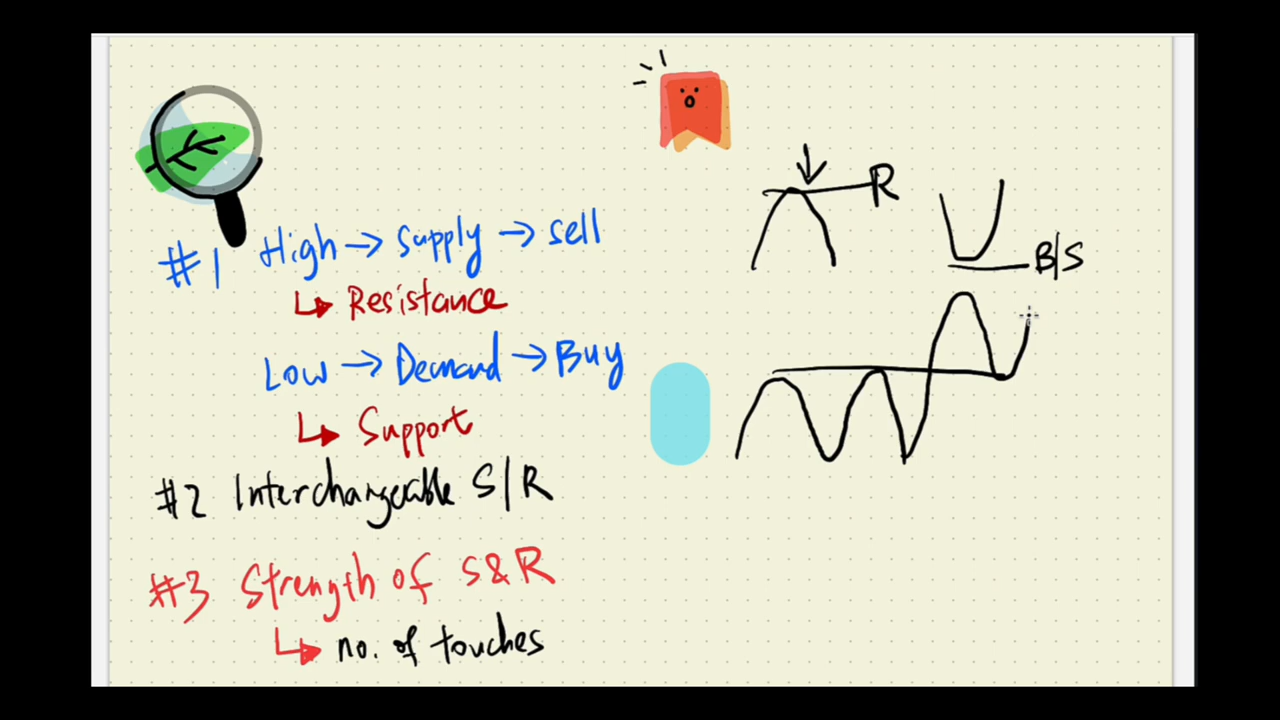 #1 High → Supply → sell
↳ Resistance
Low → Demand → Buy
↳ Support
#2 Interchangeable S/R
#3 Strength of S&R
↳ no. of touches
R
B/S